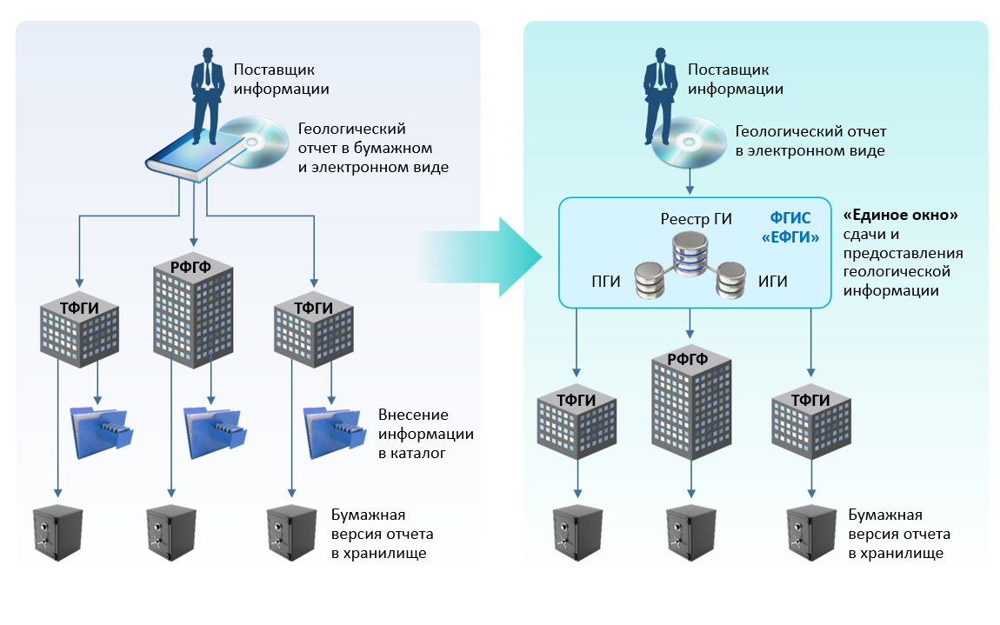 Поставщик
информации
Геологический
отчет в бумажном
и электронном виде
РФГФ
ТФГИ
ТФГИ
Внесение
информации
в каталог
Бумажная
версия отчета
в хранилище
Поставщик
информации
Геологический отчет
в электронном виде
Реестр ГИ
ФГИС
«ЕФГИ»
ПГИ
ИГИ
«Единое окно»
сдачи и
предоставления
геологической
информации
РФГФ
ТФГИ
ТФГИ
Бумажная
версия отчета
в хранилище